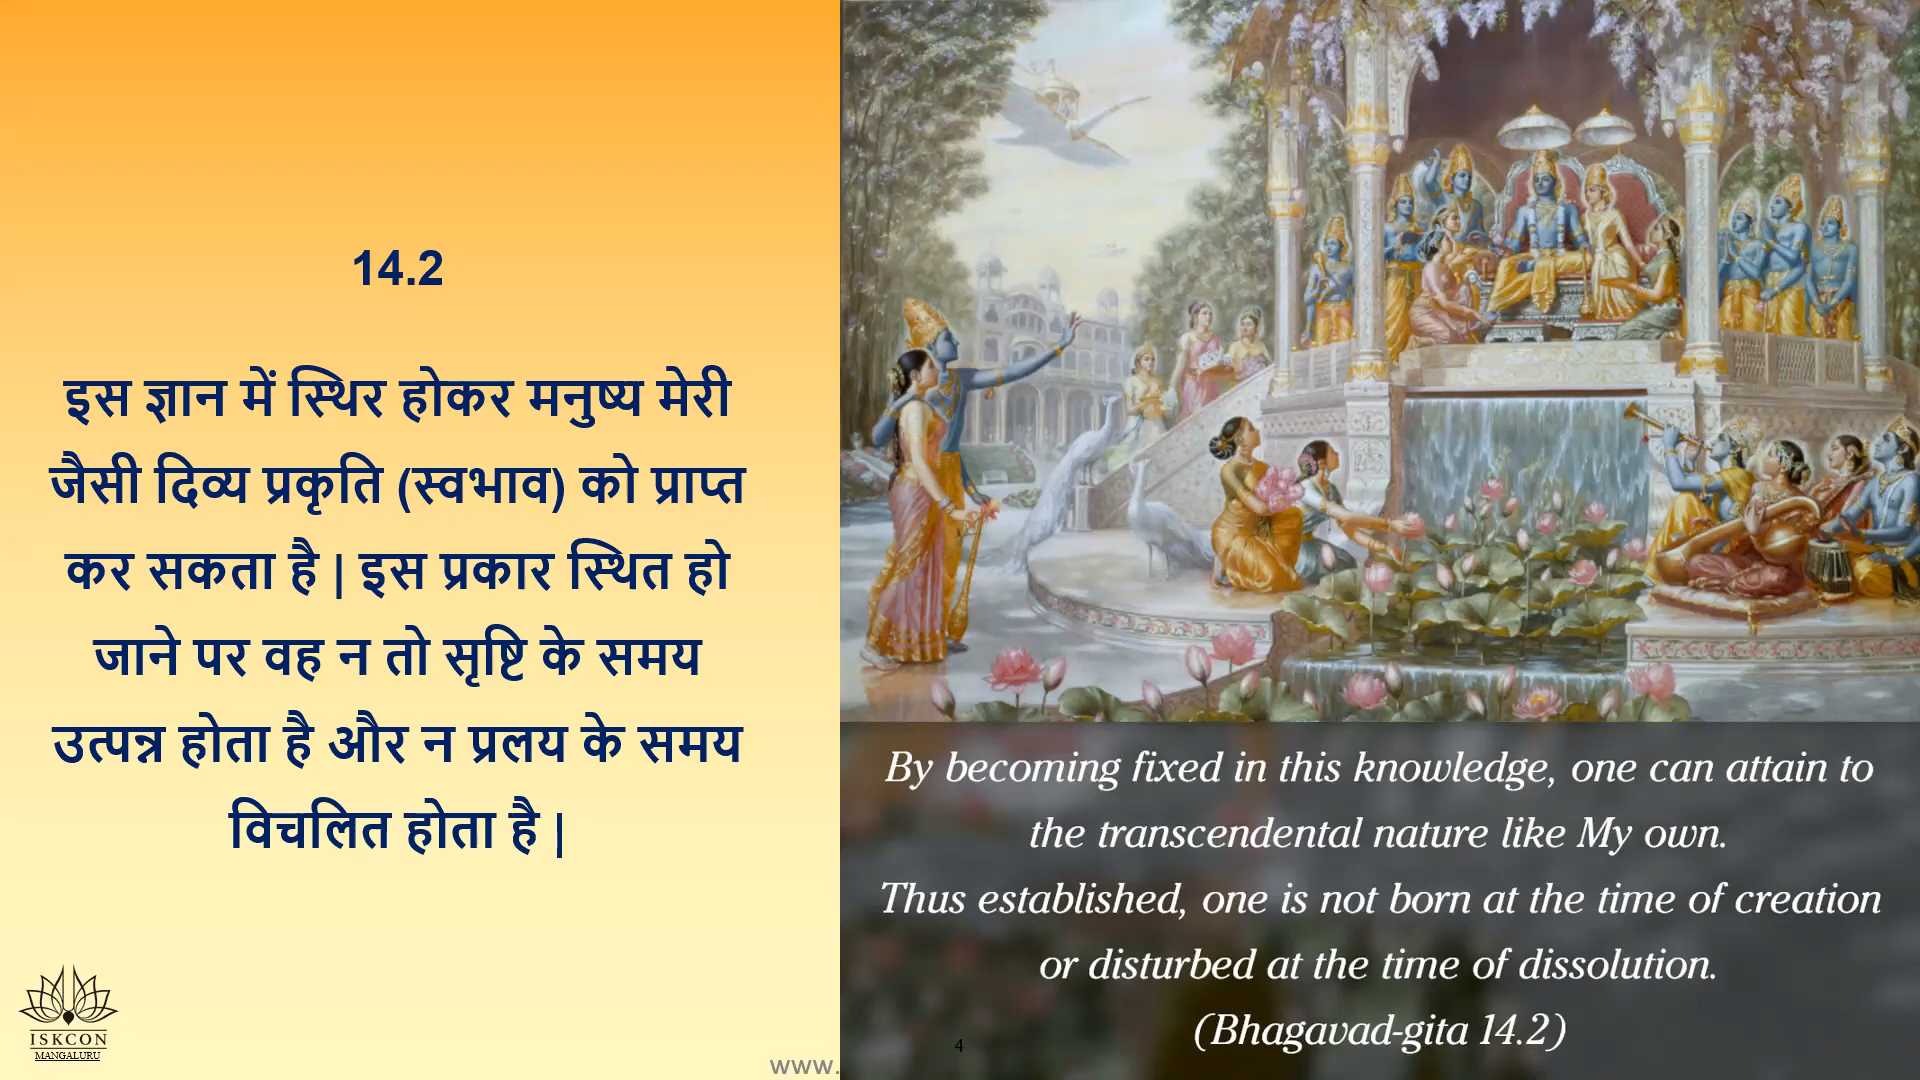 14.2
इस ज्ञान में स्थिर होकर मनुष्य मेरी
जैसी दिव्य प्रकृति (स्वभाव) को प्राप्त
कर सकता है | इस प्रकार स्थित हो
जाने पर वह न तो सृष्टि के समय
उत्पन्न होता है और न प्रलय के समय
विचलित होता है |
ISKCON
MANGALURU
www.
By becoming fixed in this knowledge, one can attain to
the transcendental nature like My own.
Thus established, one is not born at the time of creation
or disturbed at the time of dissolution.
(Bhagavad-gita 14.2)
4